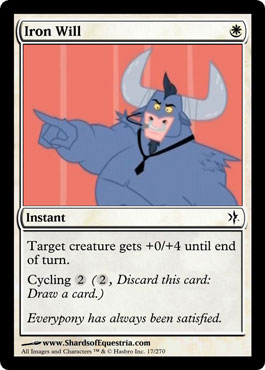 Iron Will
Instant
Target creature gets +0/+4 until end
of turn.
Cycling 2 (2, Discard this card:
Draw a card.)
Everypony has always been satisfied.
www.ShardsofEquestria.com
All Images and Characters ™ & © Hasbro Inc. 17/270